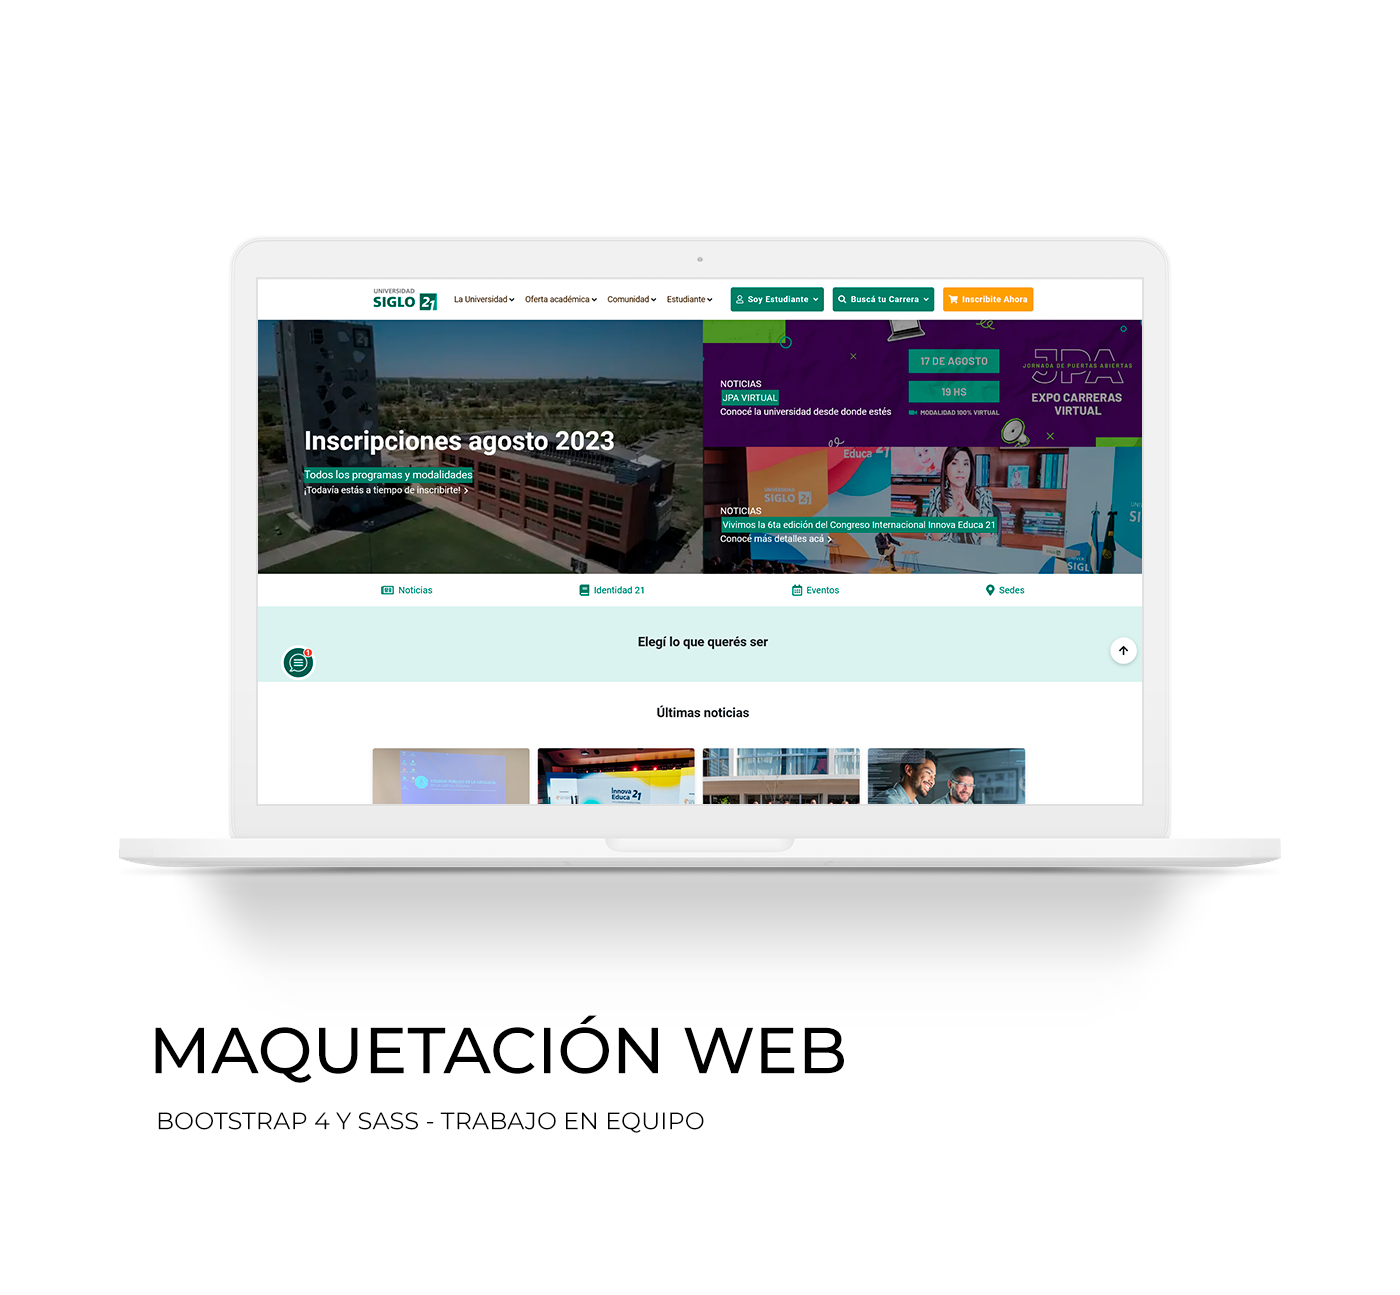 UNIVERSIDAD
SIGLO 21
La Universidad
Oferta académica
Comunidad
Estudiante
Soy Estudiante
Buscá tu Carrera
Inscribite Ahora
21
Inscripciones agosto 2023
Todos los programas y modalidades
¡Todavía estás a tiempo de inscribirte!
NOTICIAS
JPA VIRTUAL
Conocé la universidad desde donde estés
17 DE AGOSTO
19 HS
MODALIDAD 100% VIRTUAL
JPA
JORNADA DE PUERTAS ABIERTAS
EXPO CARRERAS
VIRTUAL
Educa 21
UNIVERSIDAD
SIGLO 21
NOTICIAS
Vivimos la 6ta edición del Congreso Internacional Innova Educa 21
Conocé más detalles acá
SIGL
Noticias
Identidad 21
Eventos
Sedes
Elegí lo que querés ser
1
Últimas noticias
Innova
Educa 21
MAQUETACIÓN WEB
BOOTSTRAP 4 Y SASS - TRABAJO EN EQUIPO